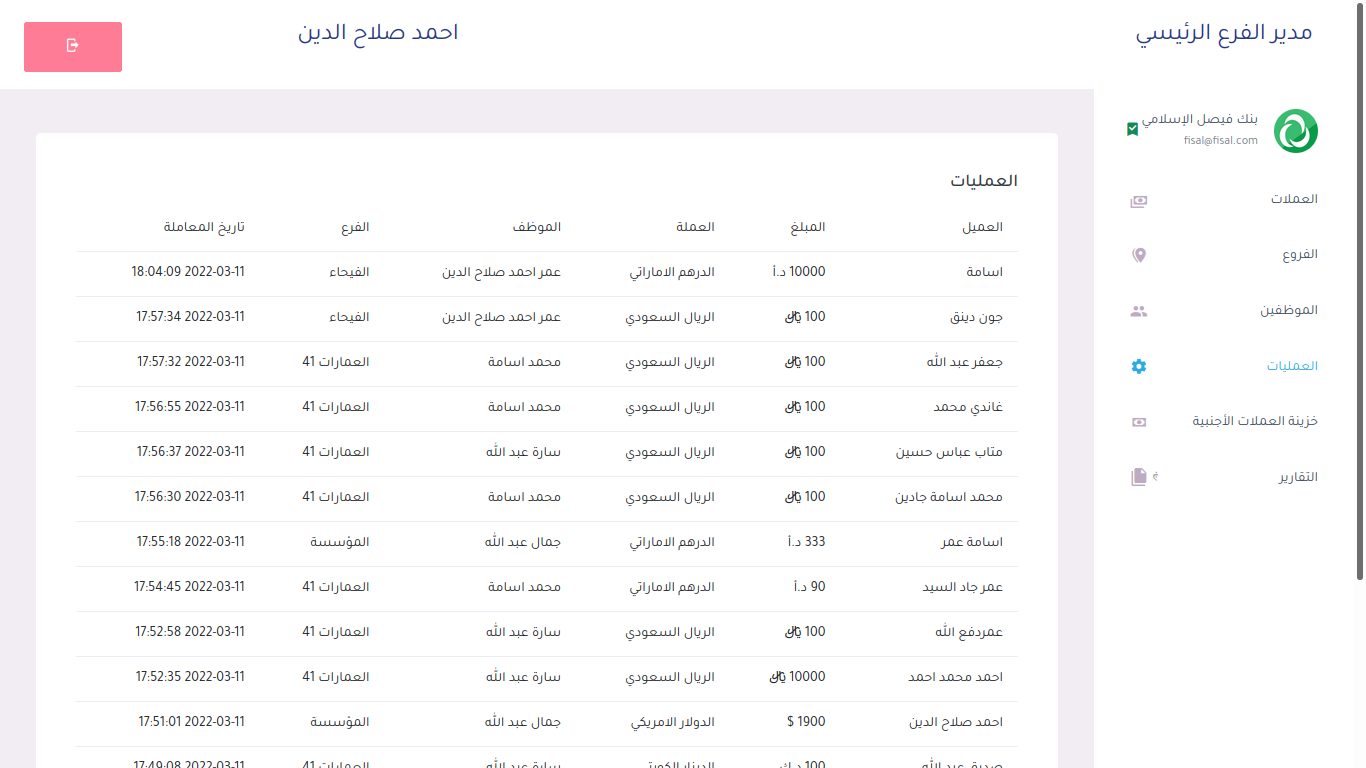 مدير الفرع الرئيسي
احمد صلاح الدين
بنك فيصل الإسلامي
fisal@fisal.com
العملات
الفروع
الموظفين
العمليات
خزينة العملات الأجنبية
التقارير
العمليات
العميل المبلغ العملة الموظف الفرع تاريخ المعاملة
اسامة 10000 د.أ الدرهم الاماراتي عمر احمد صلاح الدين الفيحاء 2022-03-11 18:04:09
جون دينق 100 ﷼ الريال السعودي عمر احمد صلاح الدين الفيحاء 2022-03-11 17:57:34
جعفر عبد الله 100 ﷼ الريال السعودي محمد اسامة العمارات 41 2022-03-11 17:57:32
غاندي محمد 100 ﷼ الريال السعودي محمد اسامة العمارات 41 2022-03-11 17:56:55
متاب عباس حسين 100 ﷼ الريال السعودي سارة عبد الله العمارات 41 2022-03-11 17:56:37
محمد اسامة جادين 100 ﷼ الريال السعودي محمد اسامة العمارات 41 2022-03-11 17:56:30
اسامة عمر 333 د.أ الدرهم الاماراتي جمال عبد الله المؤسسة 2022-03-11 17:55:18
عمر جاد السيد 90 د.أ الدرهم الاماراتي محمد اسامة العمارات 41 2022-03-11 17:54:45
عمردفع الله 100 ﷼ الريال السعودي سارة عبد الله العمارات 41 2022-03-11 17:52:58
احمد محمد احمد 10000 ﷼ الريال السعودي سارة عبد الله العمارات 41 2022-03-11 17:52:35
احمد صلاح الدين 1900 $ الدولار الامريكي جمال عبد الله المؤسسة 2022-03-11 17:51:01
صديق عبد الله 100 د.ك الدينار الكويتي سارة عبد الله العمارات 41 2022-03-11 17:49:08